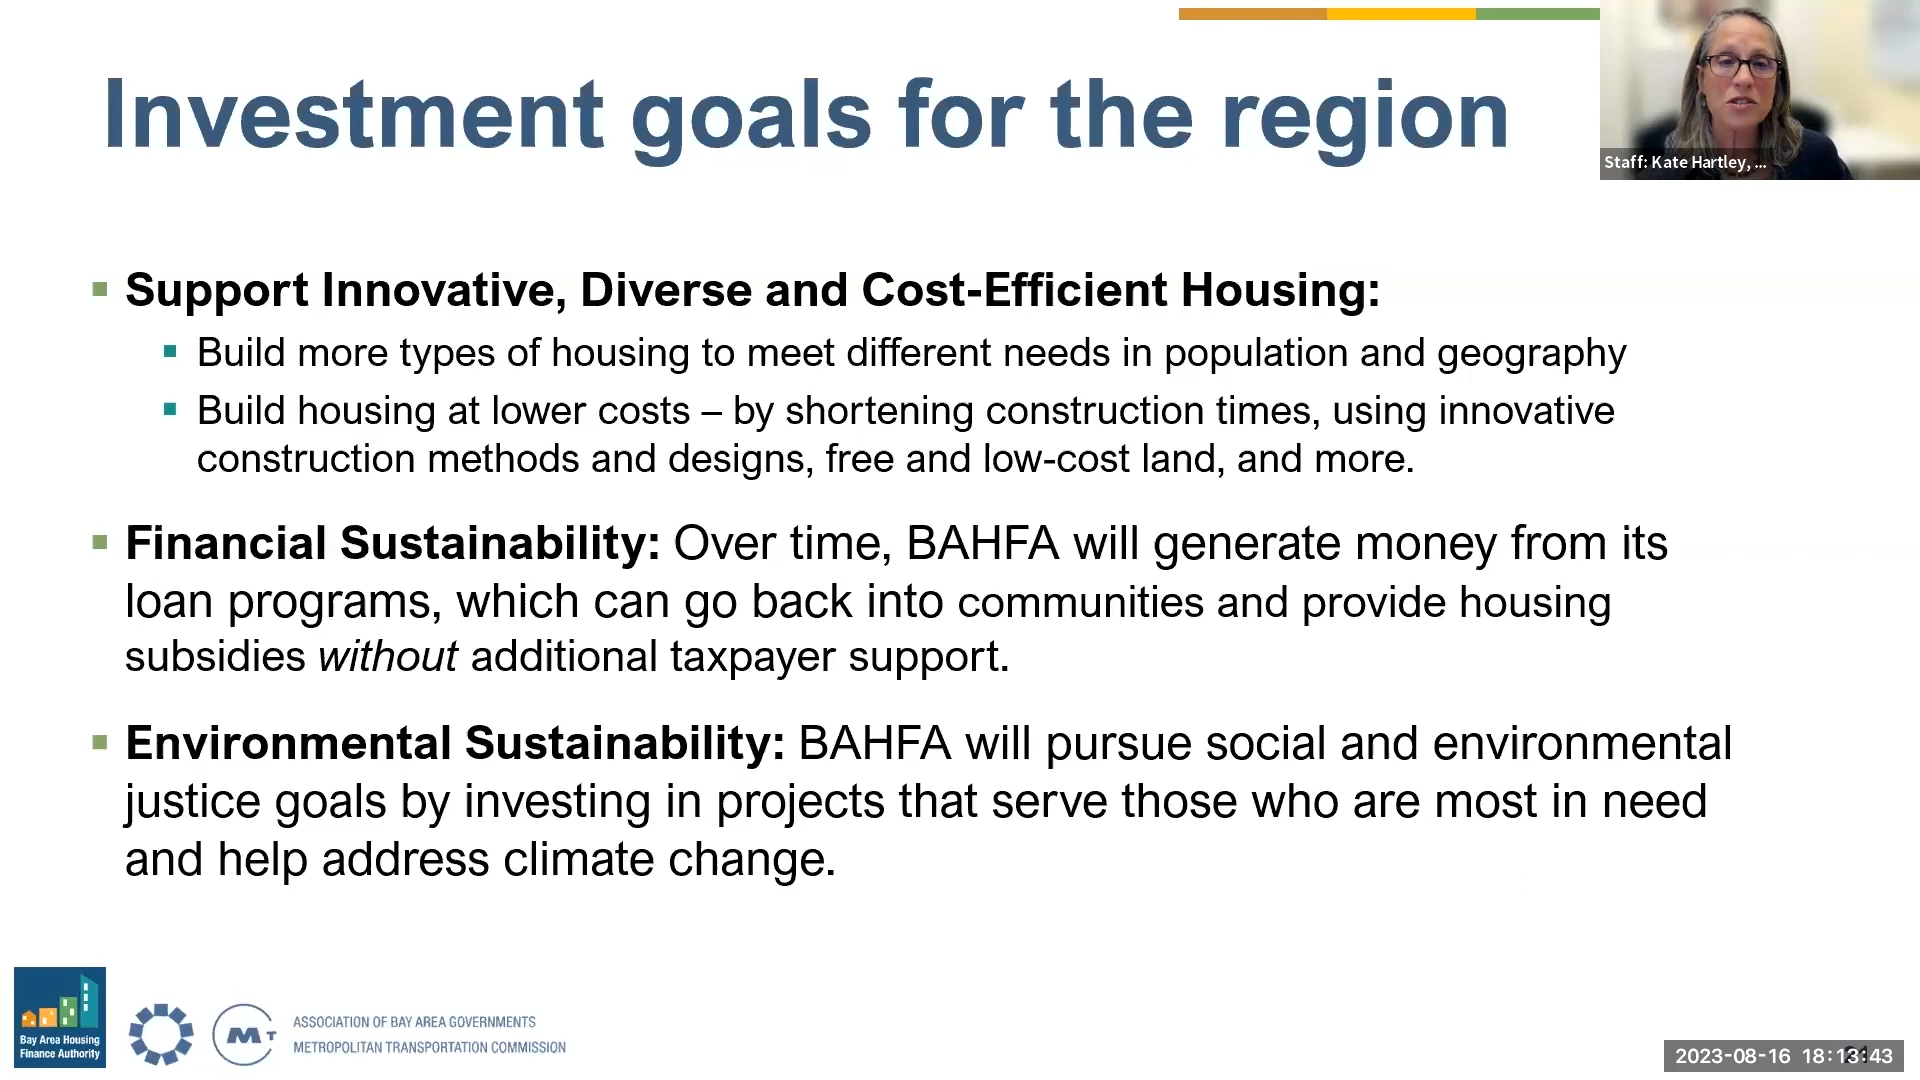 Investment goals for the region
Staff: Kate Hartley, ...
Support Innovative, Diverse and Cost-Efficient Housing:
Build more types of housing to meet different needs in population and geography
Build housing at lower costs – by shortening construction times, using innovative
construction methods and designs, free and low-cost land, and more.
Financial Sustainability: Over time, BAHFA will generate money from its
loan programs, which can go back into communities and provide housing
subsidies without additional taxpayer support.
Environmental Sustainability: BAHFA will pursue social and environmental
justice goals by investing in projects that serve those who are most in need
and help address climate change.
Bay Area Housing
Finance Authority
MT
ASSOCIATION OF BAY AREA GOVERNMENTS
METROPOLITAN TRANSPORTATION COMMISSION
2023-08-16 18:13:43